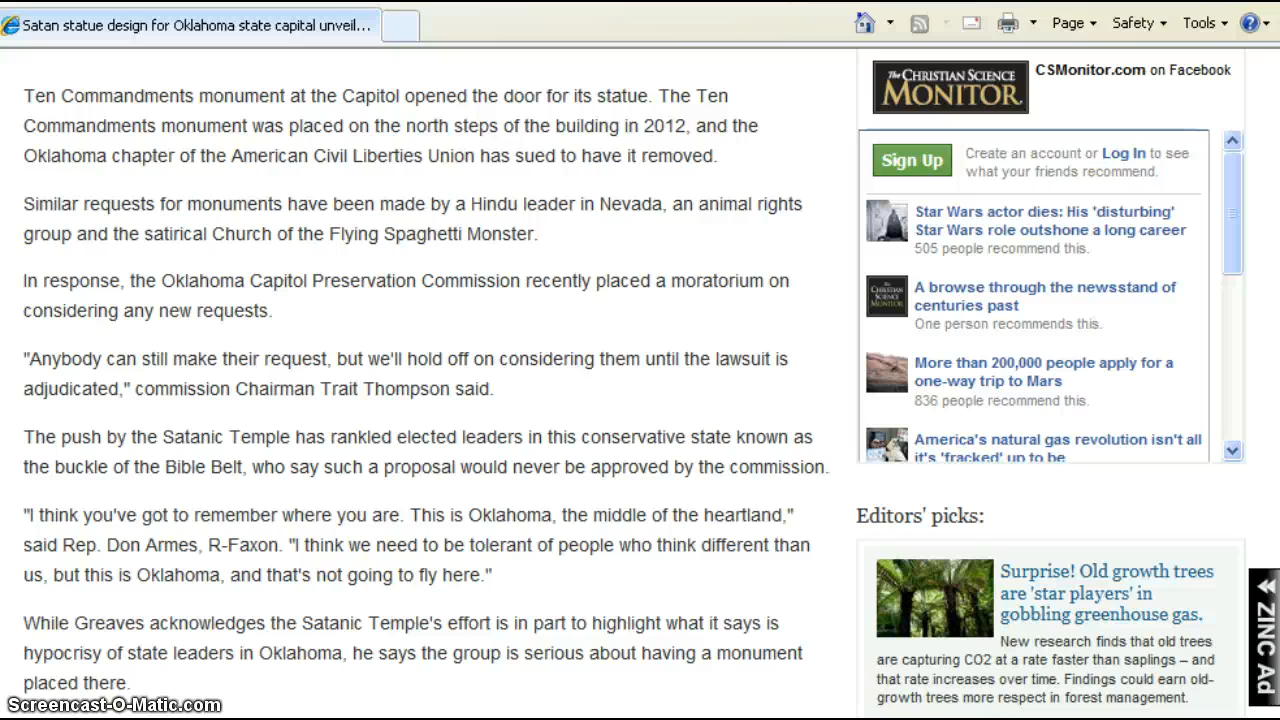 Satan statue design for Oklahoma state capital unveil...
Page
Safety
Tools
Ten Commandments monument at the Capitol opened the door for its statue. The Ten
Commandments monument was placed on the north steps of the building in 2012, and the
Oklahoma chapter of the American Civil Liberties Union has sued to have it removed.
Similar requests for monuments have been made by a Hindu leader in Nevada, an animal rights
group and the satirical Church of the Flying Spaghetti Monster.
In response, the Oklahoma Capitol Preservation Commission recently placed a moratorium on
considering any new requests.
"Anybody can still make their request, but we'll hold off on considering them until the lawsuit is
adjudicated," commission Chairman Trait Thompson said.
The push by the Satanic Temple has rankled elected leaders in this conservative state known as
the buckle of the Bible Belt, who say such a proposal would never be approved by the commission.
"I think you've got to remember where you are. This is Oklahoma, the middle of the heartland,"
said Rep. Don Armes, R-Faxon. "I think we need to be tolerant of people who think different than
us, but this is Oklahoma, and that's not going to fly here."
While Greaves acknowledges the Satanic Temple's effort is in part to highlight what it says is
hypocrisy of state leaders in Oklahoma, he says the group is serious about having a monument
placed there.
Screencast-O-Matic.com
The CHRISTIAN SCIENCE
MONITOR
CSMonitor.com on Facebook
Sign Up
Create an account or Log In to see
what your friends recommend.
Star Wars actor dies: His 'disturbing'
Star Wars role outshone a long career
505 people recommend this.
The
CHRISTIAN
SCIENCE
MONITOR
A browse through the newsstand of
centuries past
One person recommends this.
More than 200,000 people apply for a
one-way trip to Mars
836 people recommend this.
America's natural gas revolution isn't all
it's 'fracked' up to be
Editors' picks:
Surprise! Old growth trees
are 'star players' in
gobbling greenhouse gas.
New research finds that old trees
are capturing CO2 at a rate faster than saplings – and
that rate increases over time. Findings could earn old-
growth trees more respect in forest management.
ZINC Ad